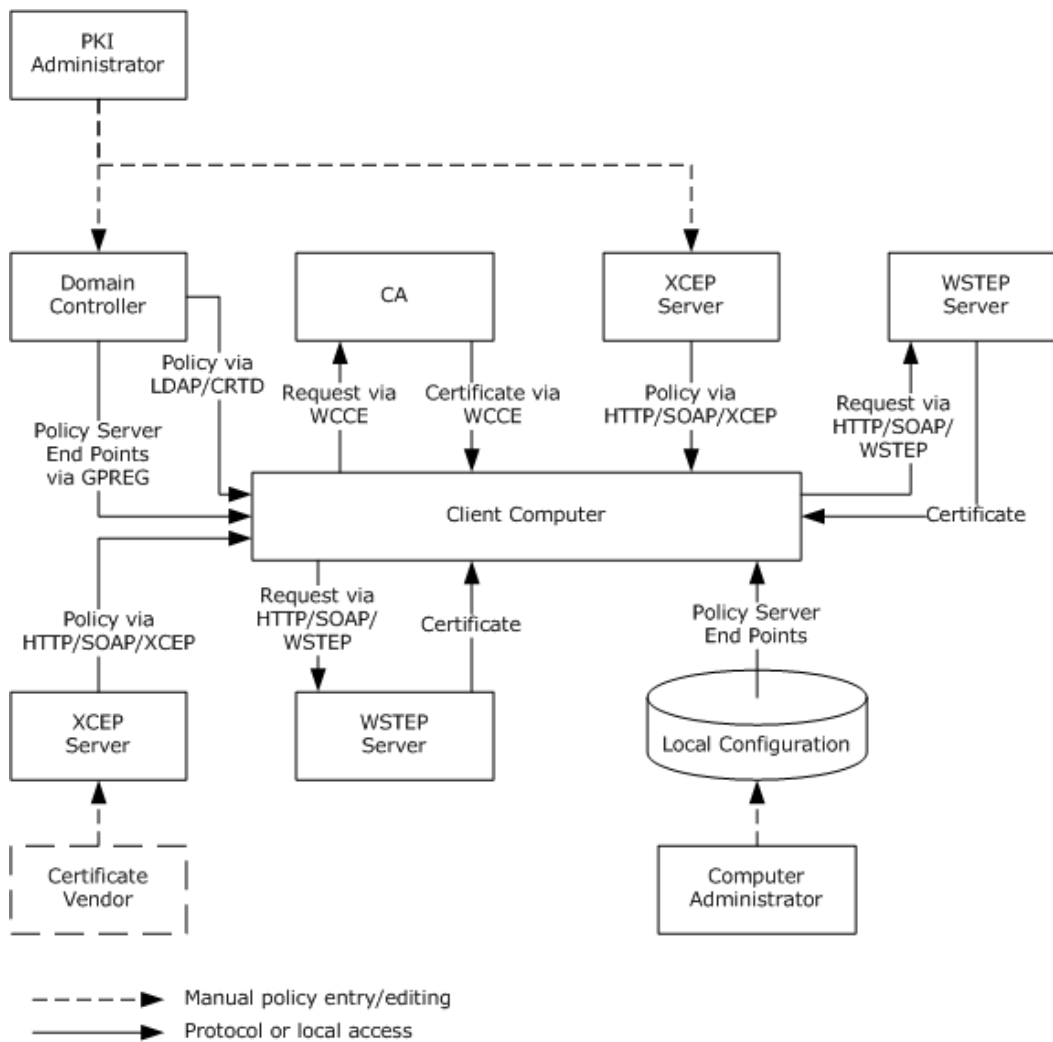 PKI
Administrator
Domain
Controller
CA
XCEP
Server
WSTEP
Server
Policy via
LDAP/CRTD
Request via
WCCE
Certificate via
WCCE
Policy via
HTTP/SOAP/XCEP
Request via
HTTP/SOAP/
WSTEP
Policy Server
End Points
via GPREG
Client Computer
Certificate
Policy via
HTTP/SOAP/XCEP
Request via
HTTP/SOAP/
WSTEP
Certificate
Policy Server
End Points
XCEP
Server
WSTEP
Server
Local Configuration
Certificate
Vendor
Computer
Administrator
Manual policy entry/editing
Protocol or local access